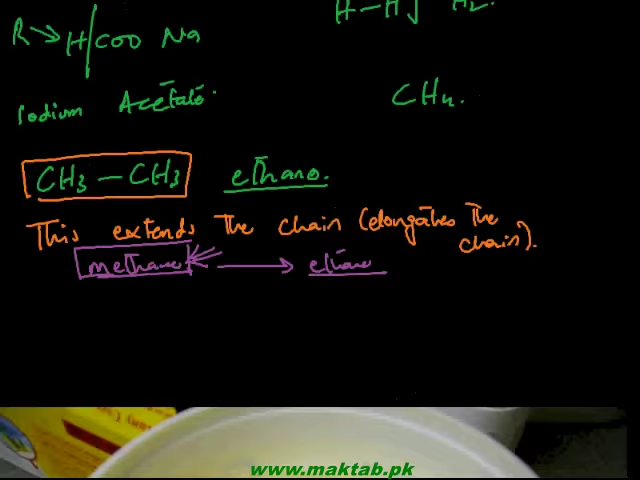 H-H H2.
R → H/COO Na
Sodium Acetate.
CH4.
CH3 — CH3 ethane.
This extends the chain (elongates the
chain).
methane → ethane
www.maktab.pk